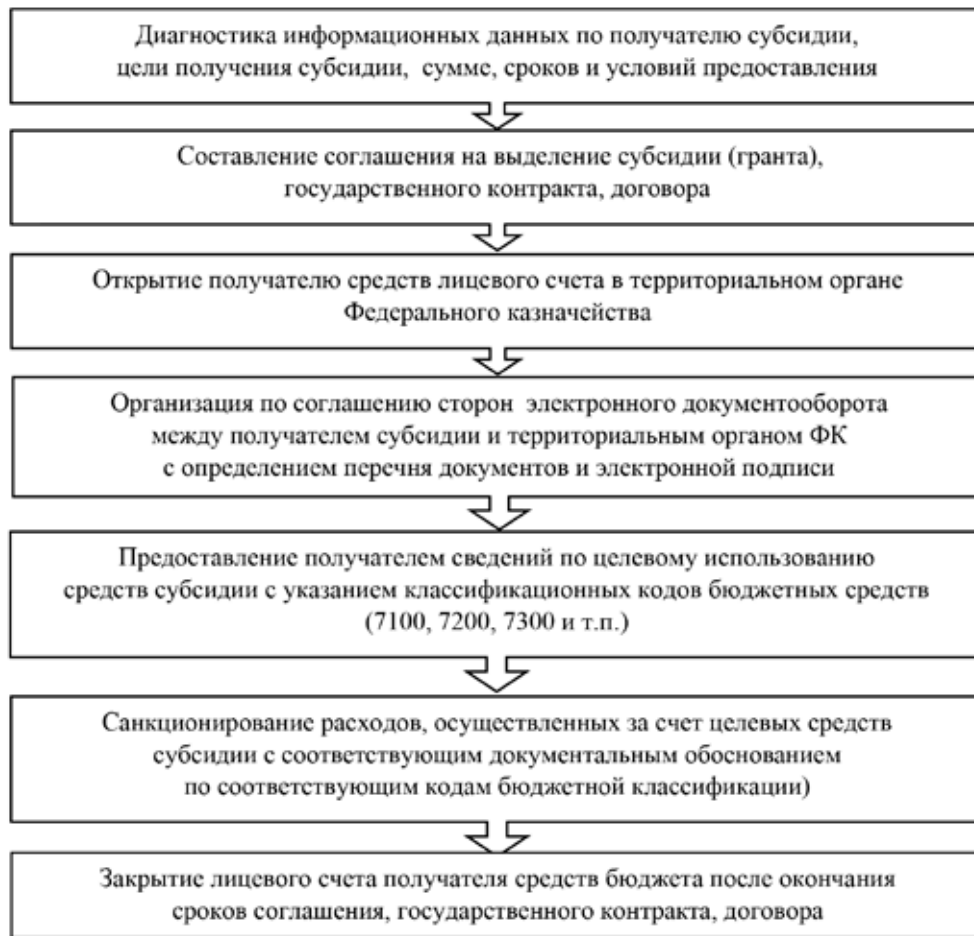 Диагностика информационных данных по получателю субсидии,
цели получения субсидии, сумме, сроков и условий предоставления
Составление соглашения на выделение субсидии (гранта),
государственного контракта, договора
Открытие получателю средств лицевого счета в территориальном органе
Федерального казначейства
Организация по соглашению сторон электронного документооборота
между получателем субсидии и территориальным органом ФК
с определением перечня документов и электронной подписи
Предоставление получателем сведений по целевому использованию
средств субсидии с указанием классификационных кодов бюджетных средств
(7100, 7200, 7300 и т.п.)
Санкционирование расходов, осуществленных за счет целевых средств
субсидии с соответствующим документальным обоснованием
по соответствующим кодам бюджетной классификации)
Закрытие лицевого счета получателя средств бюджета после окончания
сроков соглашения, государственного контракта, договора